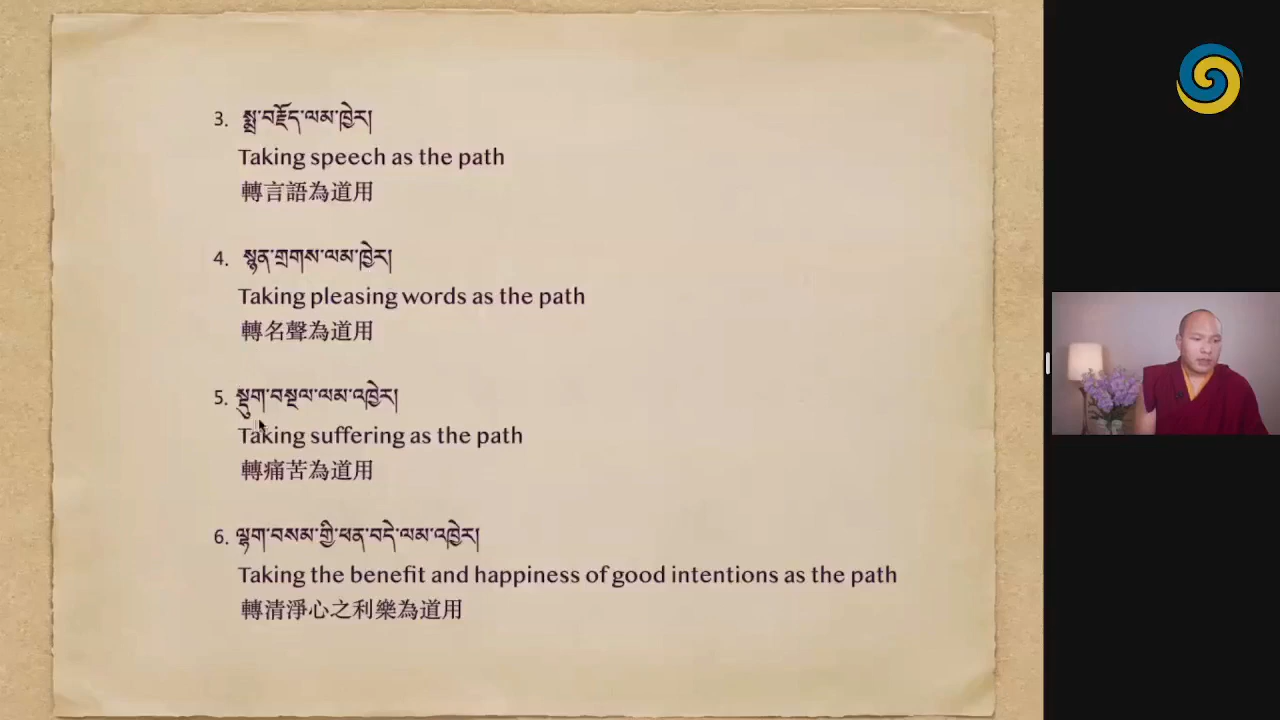 3. སྨྲ་བརྗོད་ལམ་ཁྱེར།
Taking speech as the path
轉言語為道用
4. སྙན་གྲགས་ལམ་ཁྱེར།
Taking pleasing words as the path
轉名聲為道用
5. སྡུག་བསྔལ་ལམ་འཁྱེར།
Taking suffering as the path
轉痛苦為道用
6. ལྷག་བསམ་གྱི་ཕན་བདེ་ལམ་འཁྱེར།
Taking the benefit and happiness of good intentions as the path
轉清淨心之利樂為道用